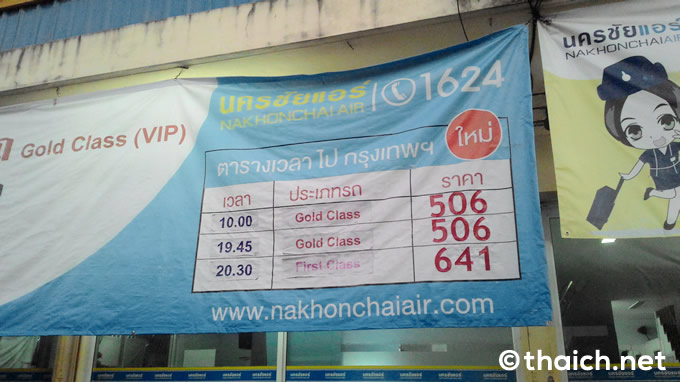 Gold Class (VIP)
นครชัยแอร์ 1624
NAKHONCHAIAIR
ตารางเวลา ไป กรุงเทพฯ ใหม่
เวลา ประเภทรถ ราคา
10.00 Gold Class 506
19.45 Gold Class 506
20.30 First Class 641
www.nakhonchaiair.com
นครชัยแอร์
NAKHONCHAIAIR
©thaich.net